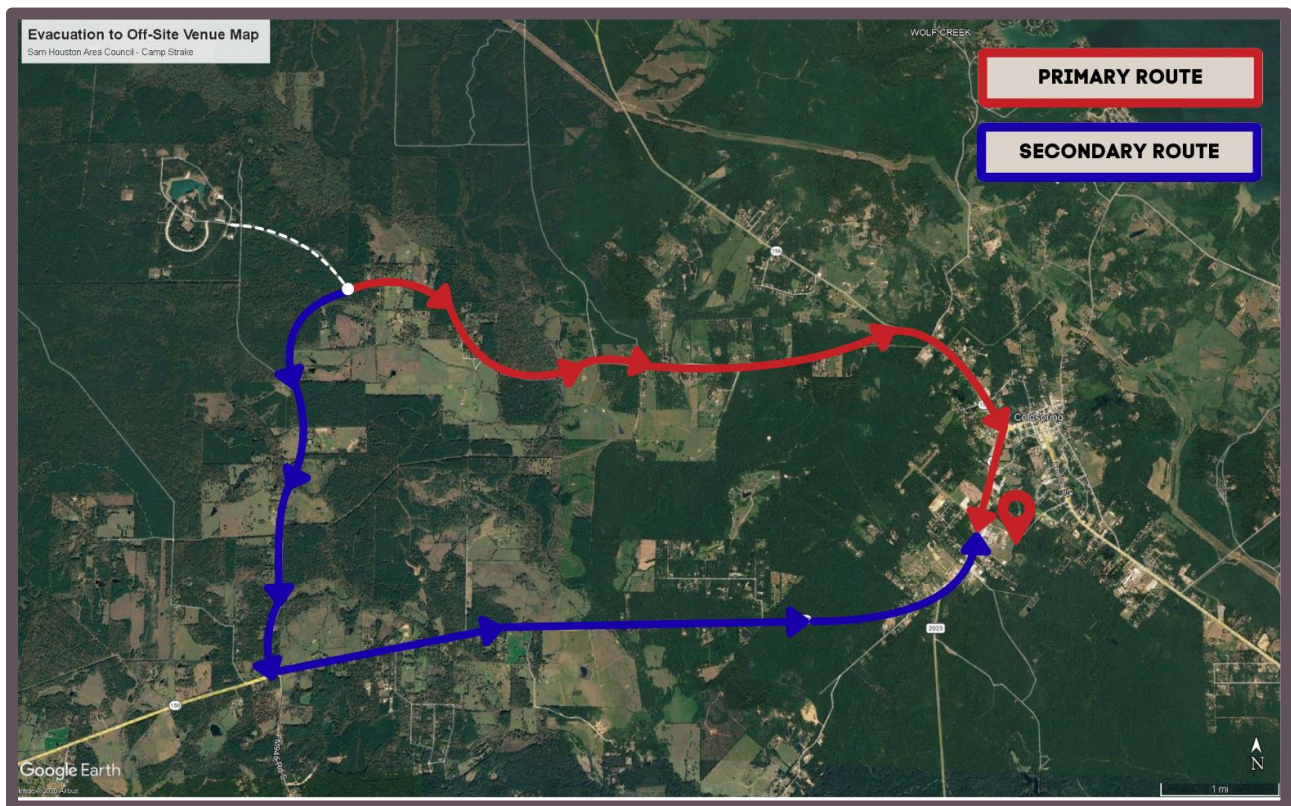 Evacuation to Off-Site Venue Map
Sam Houston Area Council - Camp Strake
WOLF CREEK
PRIMARY ROUTE
SECONDARY ROUTE
156
Coldspring
2025
150
Google Earth
N
1 mi